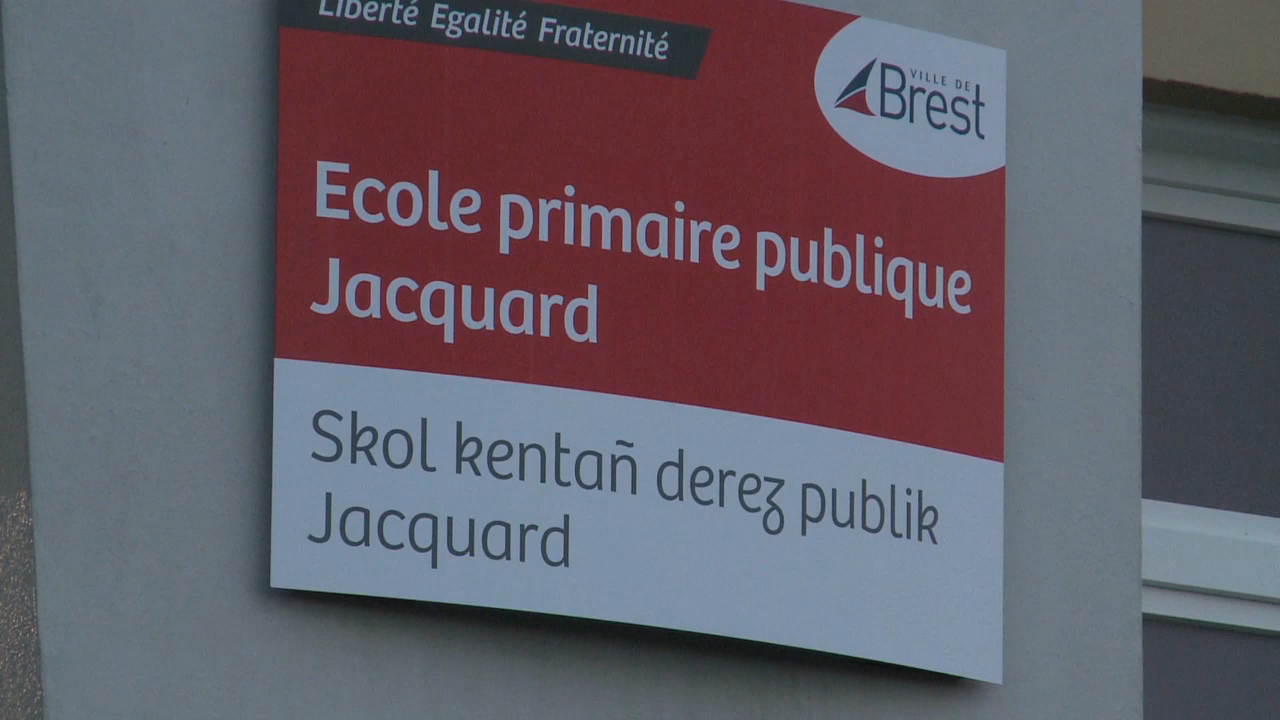 Liberté Egalité Fraternité
VILLE DE
Brest
Ecole primaire publique
Jacquard
Skol kentañ derez publik
Jacquard